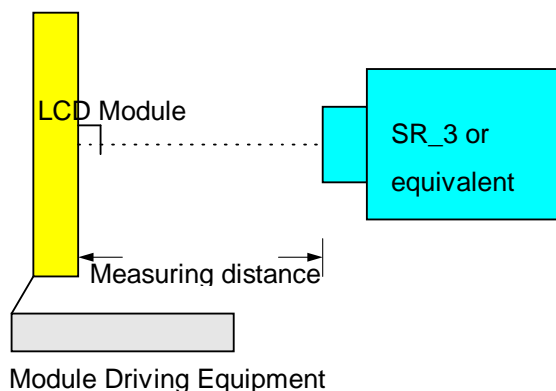 LCD Module
SR_3 or
equivalent
Measuring distance
Module Driving Equipment